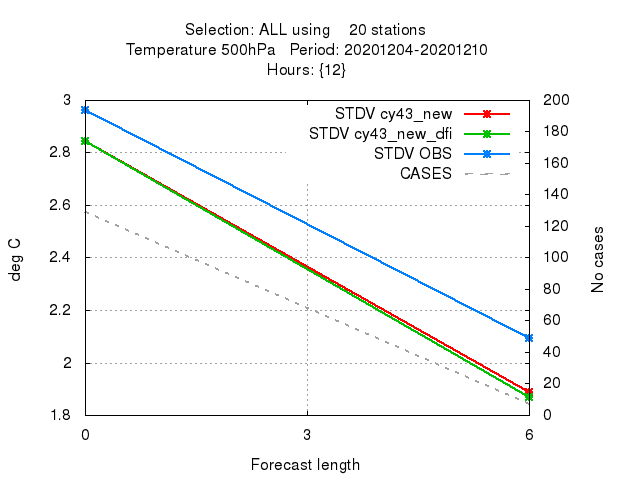 Selection: ALL using    20 stations
Temperature 500hPa   Period: 20201204-20201210
Hours: {12}
STDV cy43_new
STDV cy43_new_dfi
STDV OBS
CASES
3
2.8
2.6
2.4
2.2
2
1.8
200
180
160
140
120
100
80
60
40
20
0
deg C
No cases
0
3
6
Forecast length